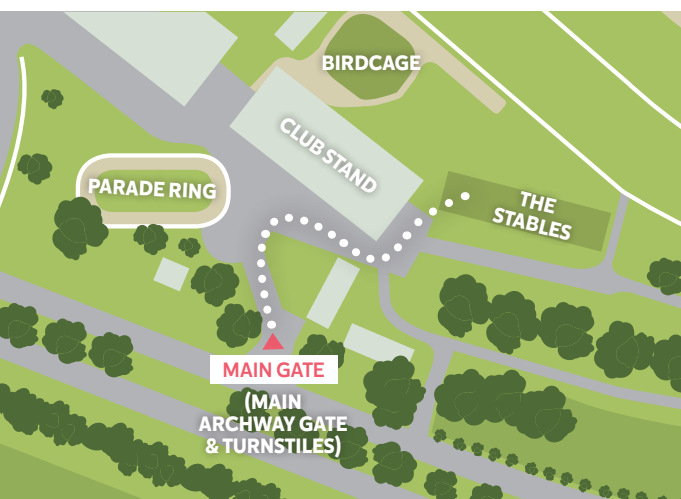 BIRDCAGE
CLUB STAND
PARADE RING
THE
STABLES
MAIN GATE
(MAIN
ARCHWAY GATE
& TURNSTILES)